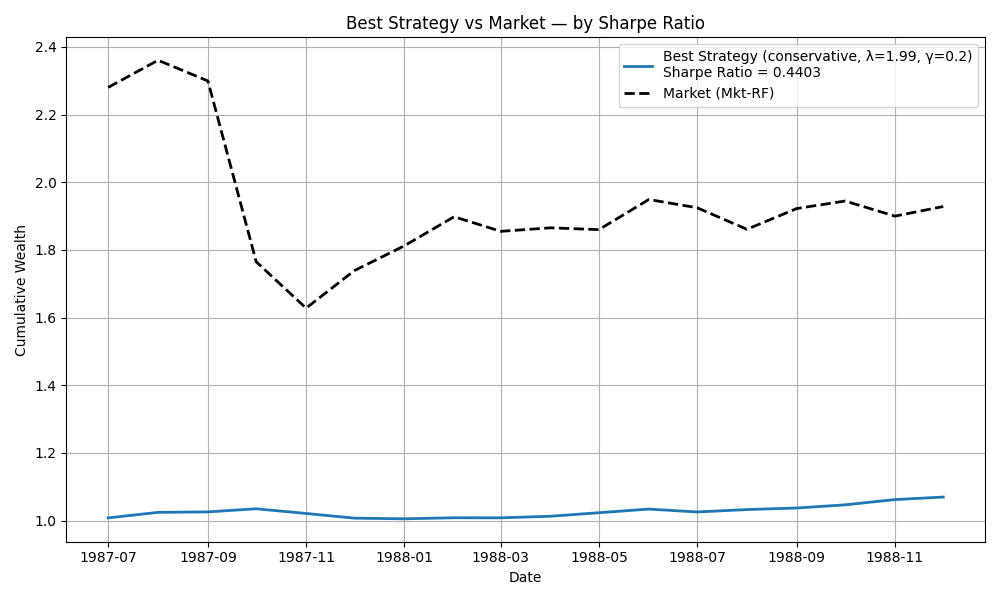 Best Strategy vs Market — by Sharpe Ratio
Best Strategy (conservative, λ=1.99, γ=0.2)
Sharpe Ratio = 0.4403
Market (Mkt-RF)
Cumulative Wealth
2.4
2.2
2.0
1.8
1.6
1.4
1.2
1.0
1987-07
1987-09
1987-11
1988-01
1988-03
1988-05
1988-07
1988-09
1988-11
Date